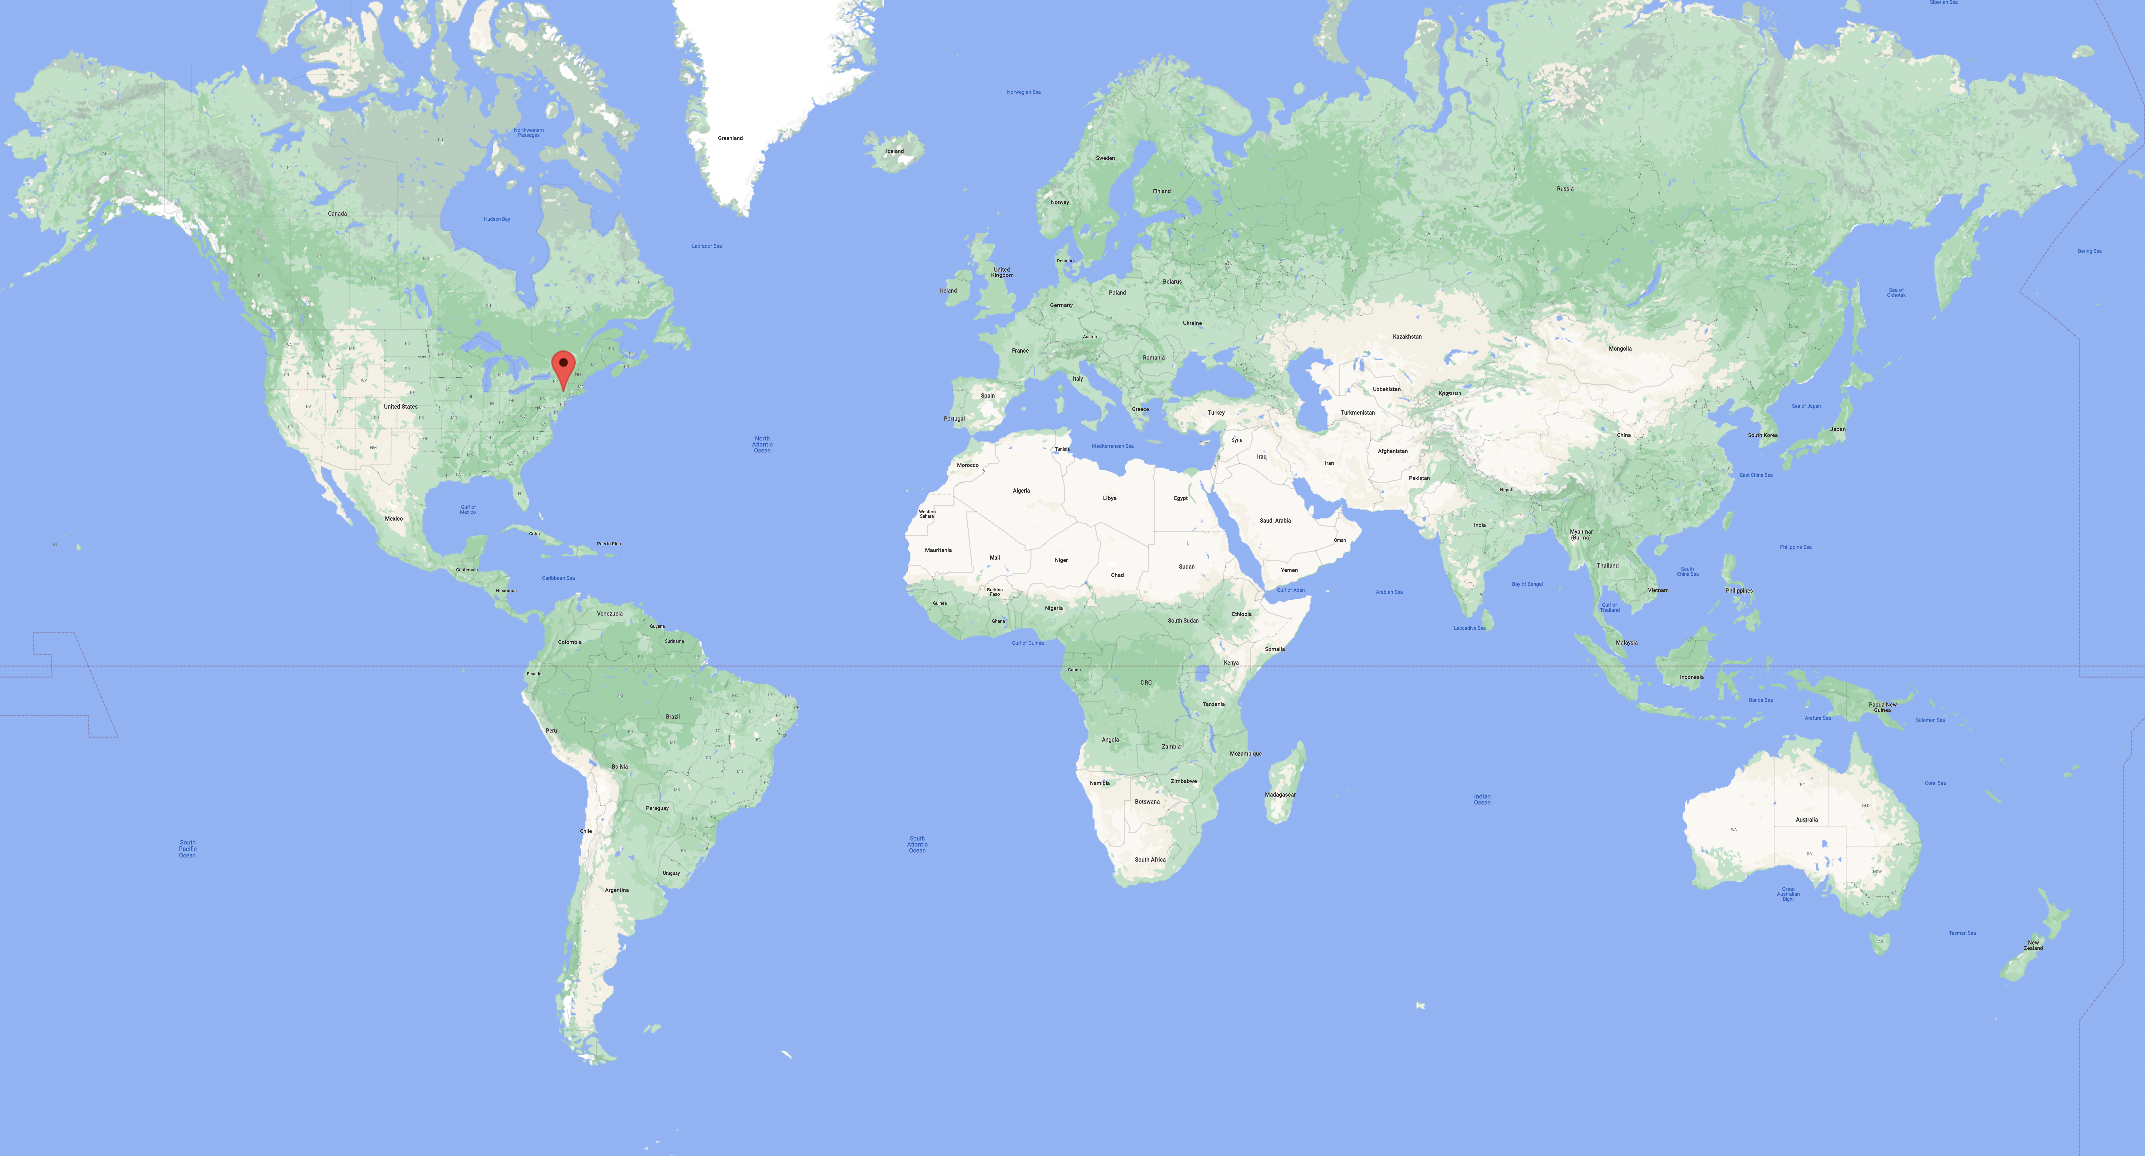 Siberian Sea
Norwegian Sea
Northwestern
Passages
Greenland
Iceland
Sweden
Finland
Russia
Norway
Canada
Hudson Bay
Labrador Sea
Bering Sea
Denmark
United
Kingdom
Ireland
Poland
Belarus
Germany
Sea of
Okhotsk
Ukraine
Austria
France
Romania
Kazakhstan
Mongolia
Italy
Spain
Portugal
Greece
Turkey
Uzbekistan
Kyrgyzstan
Turkmenistan
United States
Sea of Japan
Japan
South Korea
China
North
Atlantic
Ocean
Mediterranean Sea
Tunisia
Syria
Iraq
Iran
Afghanistan
Pakistan
Morocco
Algeria
Libya
Egypt
Nepal
East China Sea
Gulf of
Mexico
Mexico
Western
Sahara
Saudi Arabia
India
Myanmar
(Burma)
Cuba
Puerto Rico
Oman
Philippine Sea
Mauritania
Mali
Niger
Chad
Sudan
Yemen
Thailand
South
China Sea
Guatemala
Caribbean Sea
Nicaragua
Burkina
Faso
Gulf of Aden
Arabian Sea
Bay of Bengal
Vietnam
Philippines
Guinea
Ghana
Nigeria
Ethiopia
South Sudan
Gulf of
Thailand
Venezuela
Guyana
Suriname
Colombia
Gulf of Guinea
Laccadive Sea
Malaysia
Somalia
Kenya
Ecuador
Gabon
DRC
Indonesia
Tanzania
Banda Sea
Papua New
Guinea
Arafura Sea
Solomon Sea
Brazil
Peru
Angola
Zambia
Mozambique
Bolivia
Namibia
Zimbabwe
Coral Sea
Botswana
Madagascar
Indian
Ocean
Paraguay
Australia
Chile
South
Pacific
Ocean
South
Atlantic
Ocean
South Africa
Uruguay
Argentina
Great
Australian
Bight
Tasman Sea
New
Zealand